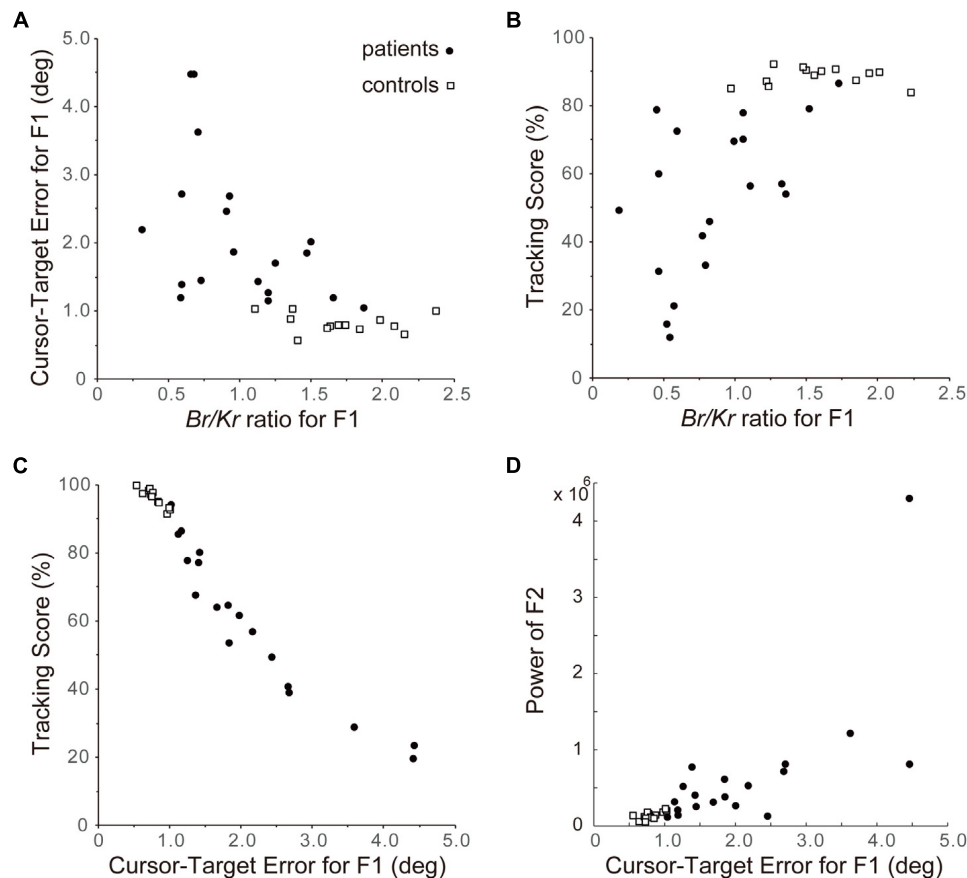 A
5.0
4.0
3.0
2.0
1.0
0
0 0.5 1.0 1.5 2.0 2.5
Cursor-Target Error for F1 (deg)
Br/Kr ratio for F1
patients
controls
B
100
80
60
40
20
0
0 0.5 1.0 1.5 2.0 2.5
Tracking Score (%)
Br/Kr ratio for F1
C
100
80
60
40
20
0
0 1.0 2.0 3.0 4.0 5.0
Tracking Score (%)
Cursor-Target Error for F1 (deg)
D
x 10⁶
4
3
2
1
0
0 1.0 2.0 3.0 4.0 5.0
Power of F2
Cursor-Target Error for F1 (deg)